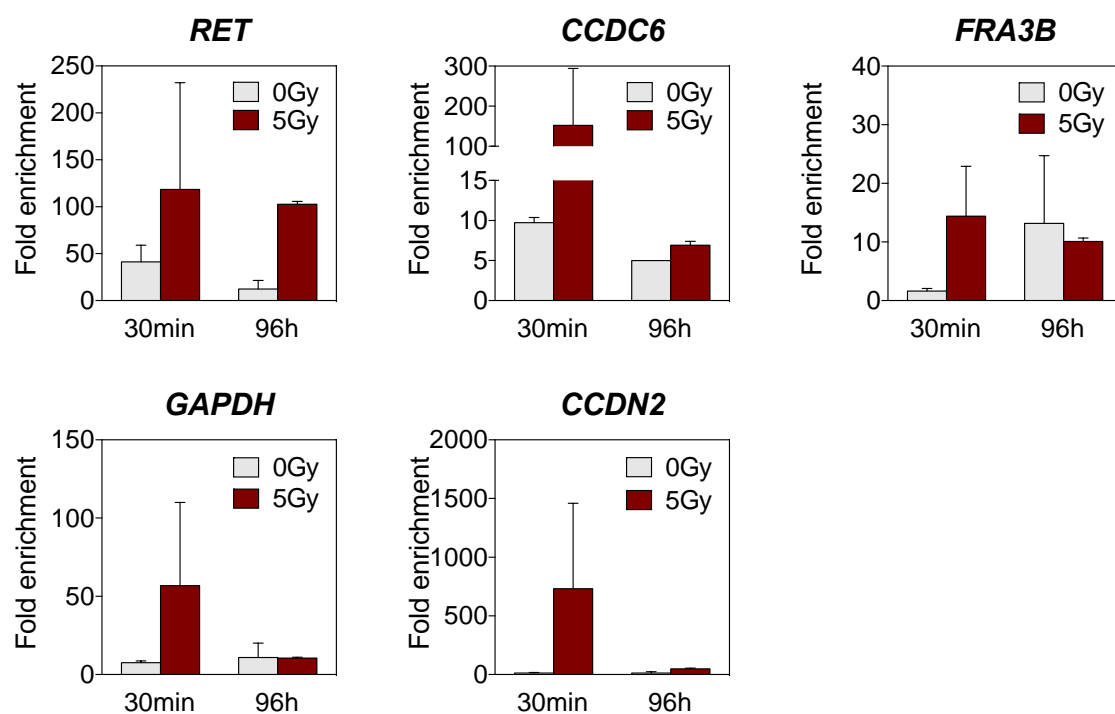 RET
Fold enrichment
250
200
150
100
50
0
0Gy
5Gy
30min 96h
CCDC6
Fold enrichment
300
200
100
15
10
5
0
0Gy
5Gy
30min 96h
FRA3B
Fold enrichment
40
30
20
10
0
0Gy
5Gy
30min 96h
GAPDH
Fold enrichment
150
100
50
0
0Gy
5Gy
30min 96h
CCDN2
Fold enrichment
2000
1500
1000
500
0
0Gy
5Gy
30min 96h